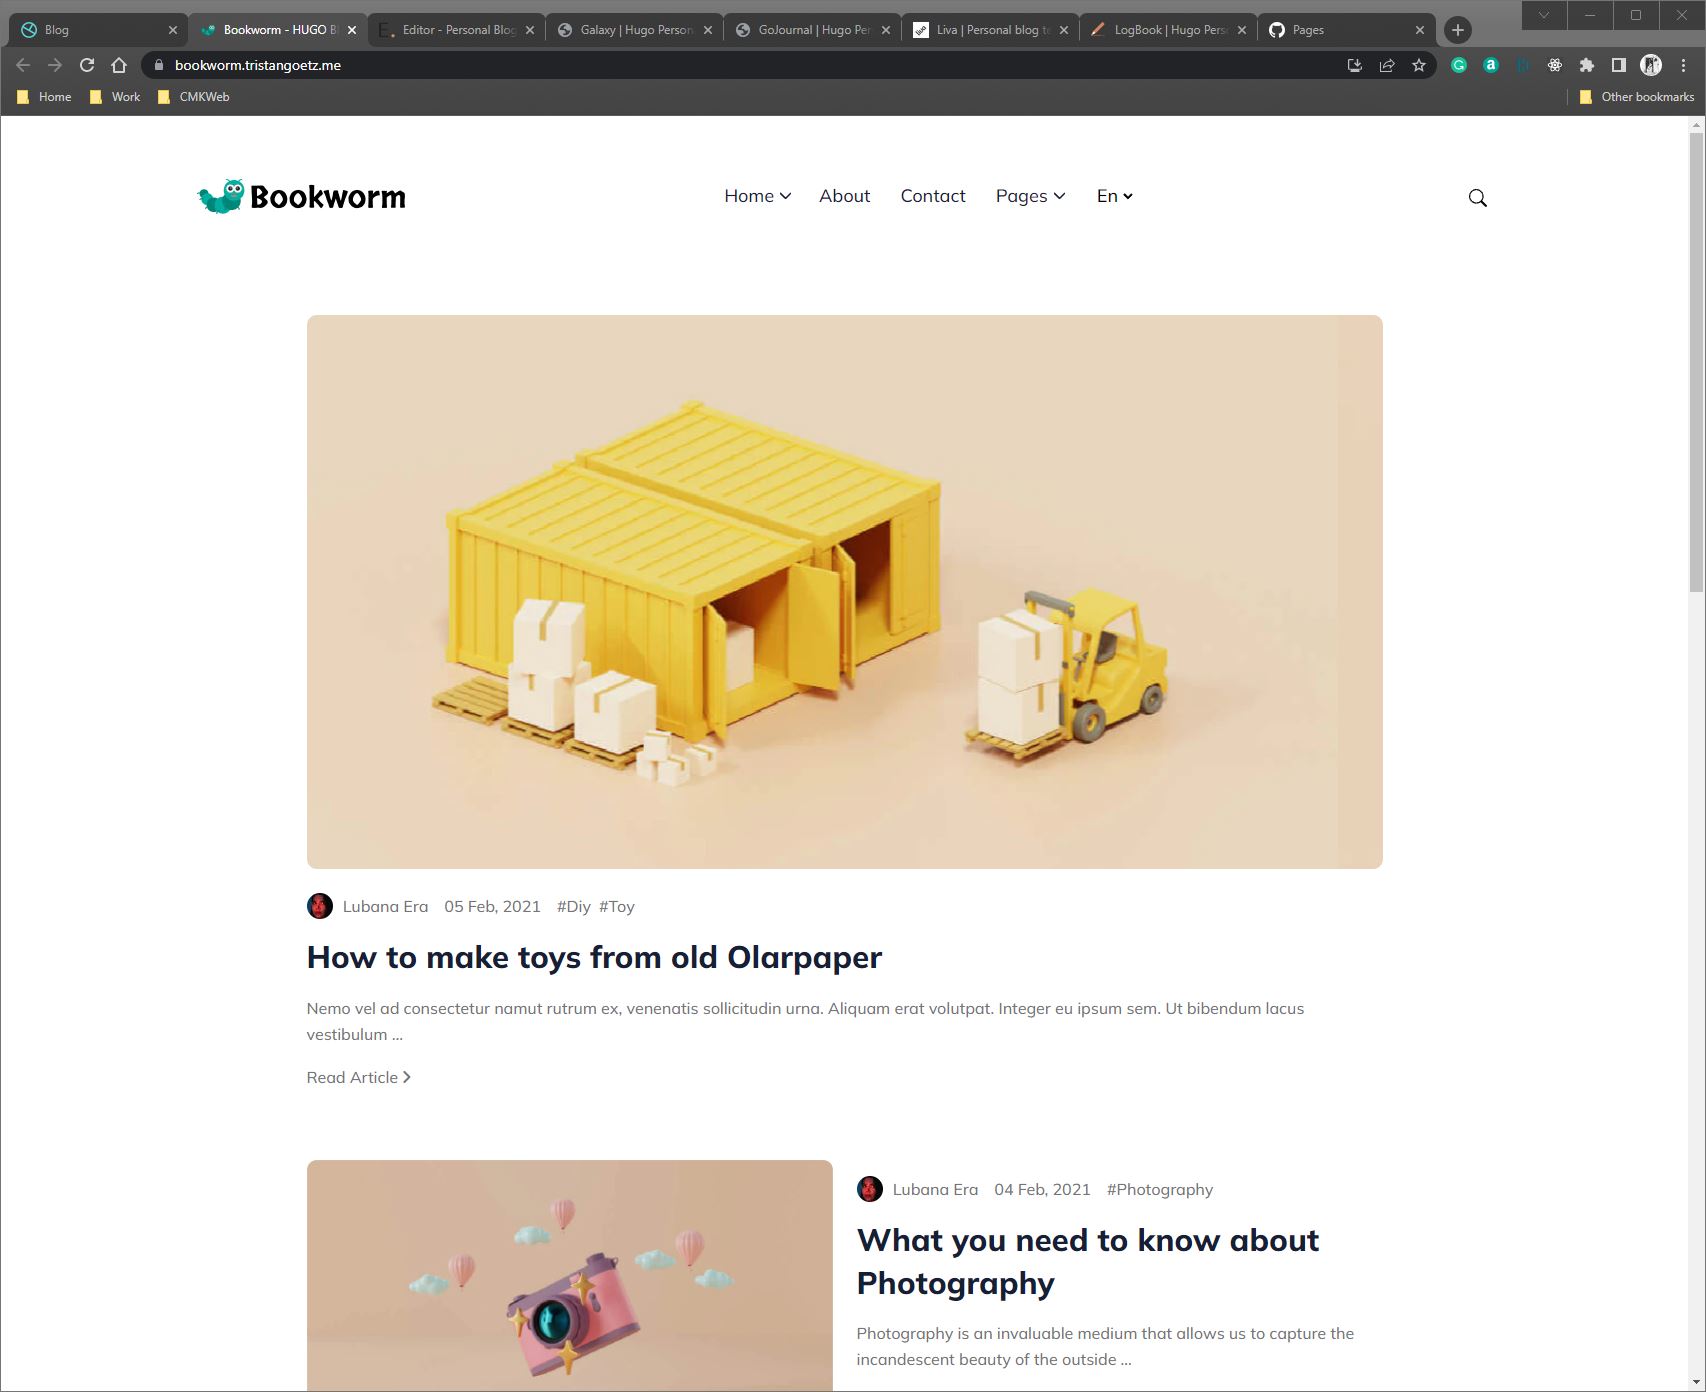 Blog
Bookworm - HUGO Bl
Editor - Personal Blog
Galaxy | Hugo Person
GoJournal | Hugo Per
Liva | Personal blog te
LogBook | Hugo Perso
Pages
bookworm.tristangoetz.me
Home
Work
CMKWeb
Other bookmarks
Bookworm
Home
About
Contact
Pages
En
Lubana Era 05 Feb, 2021 #Diy #Toy
How to make toys from old Olarpaper
Nemo vel ad consectetur namut rutrum ex, venenatis sollicitudin urna. Aliquam erat volutpat. Integer eu ipsum sem. Ut bibendum lacus
vestibulum ...
Read Article
Lubana Era 04 Feb, 2021 #Photography
What you need to know about
Photography
Photography is an invaluable medium that allows us to capture the
incandescent beauty of the outside ...